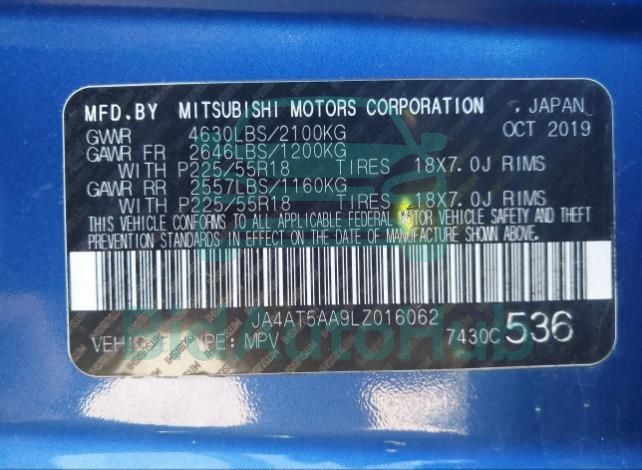 MFD.BY MITSUBISHI MOTORS CORPORATION JAPAN
GVWR 4630LBS/2100KG OCT 2019
GAWR FR 2646LBS/1200KG
WITH P225/55R18 TIRES 18X7.0J RIMS
GAWR RR 2557LBS/1160KG
WITH P225/55R18 TIRES 18X7.0J RIMS
THIS VEHICLE CONFORMS TO ALL APPLICABLE FEDERAL MOTOR VEHICLE SAFETY AND THEFT
PREVENTION STANDARDS IN EFFECT ON THE DATE OF MANUFACTURE SHOWN ABOVE.
JA4AT5AA9LZ016062
VEHICLE TYPE: MPV 7430C 536
BidAutoHub